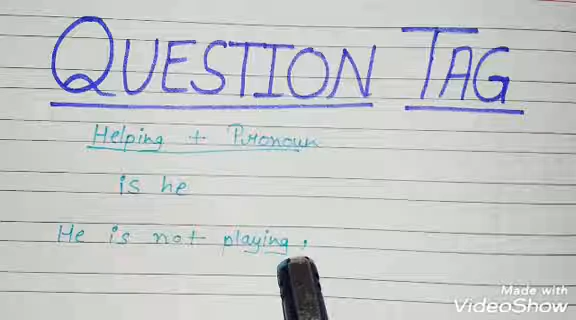 QUESTION TAG
Helping + Pronoun
is he
He is not playing,
Made with
VideoShow